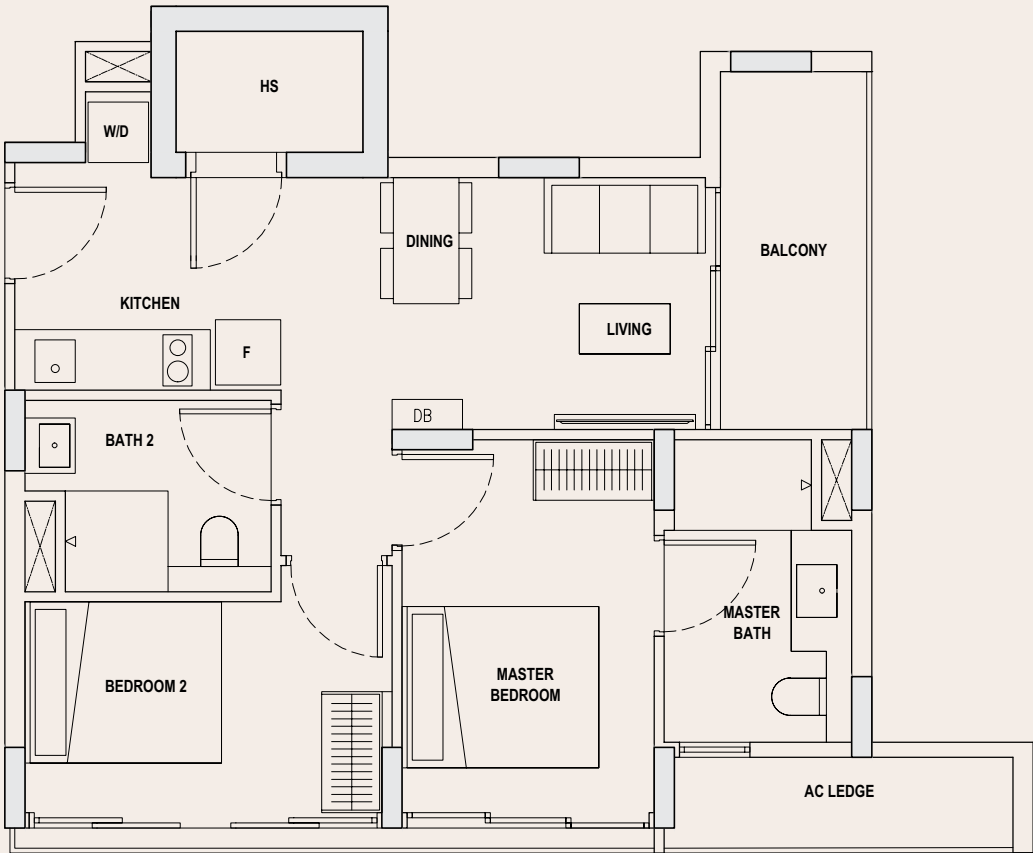 HS
W/D
DINING
BALCONY
KITCHEN
LIVING
F
DB
BATH 2
MASTER
BATH
MASTER
BEDROOM
BEDROOM 2
AC LEDGE